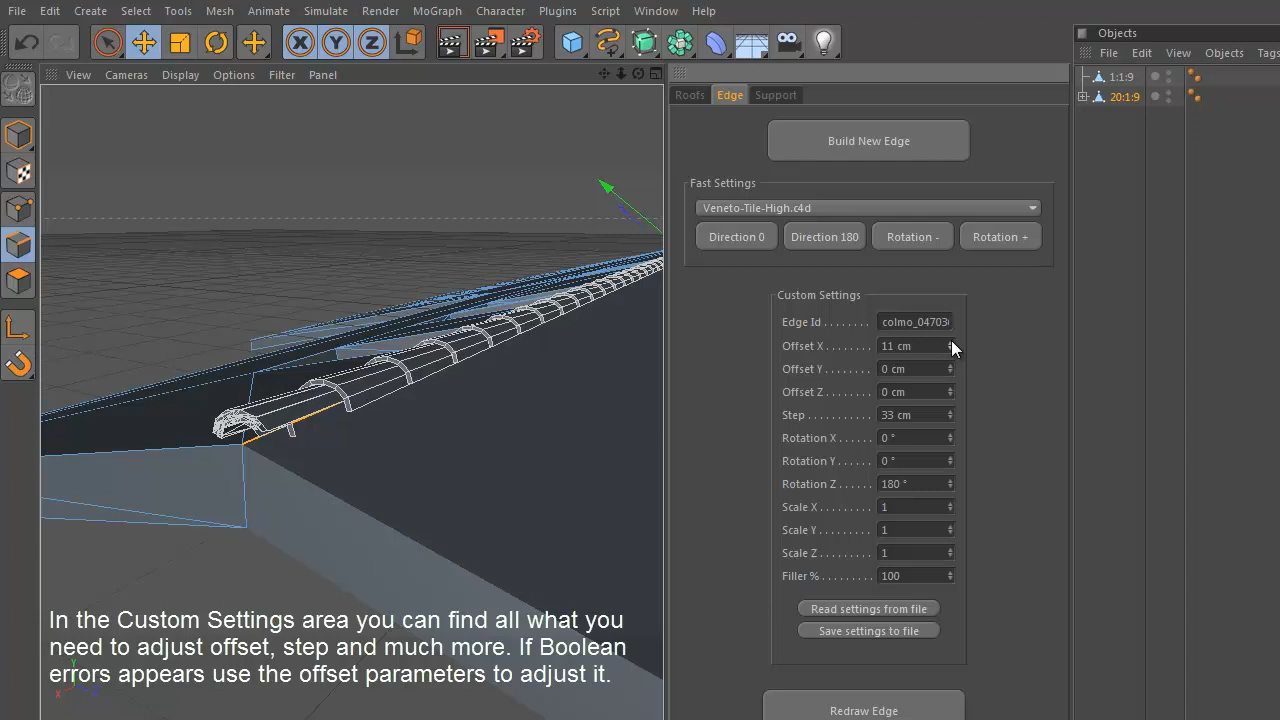 File Edit Create Select Tools Mesh Animate Simulate Render MoGraph Character Plugins Script Window Help
X Y Z
Objects
View Cameras Display Options Filter Panel
File Edit View Objects Tags
1:1:9
20:1:9
Roofs Edge Support
Build New Edge
Fast Settings
Veneto-Tile-High.c4d
Direction 0 Direction 180 Rotation - Rotation +
Custom Settings
Edge Id . . . . . . . . colmo_0470
Offset X . . . . . . . . 11 cm
Offset Y . . . . . . . . 0 cm
Offset Z . . . . . . . . 0 cm
Step . . . . . . . . . . . 33 cm
Rotation X . . . . . . 0 °
Rotation Y . . . . . . 0 °
Rotation Z . . . . . . 180 °
Scale X . . . . . . . . . 1
Scale Y . . . . . . . . . 1
Scale Z . . . . . . . . . 1
Filler % . . . . . . . . . 100
Read settings from file
Save settings to file
Redraw Edge
In the Custom Settings area you can find all what you
need to adjust offset, step and much more. If Boolean
errors appears use the offset parameters to adjust it.
Y
X Z